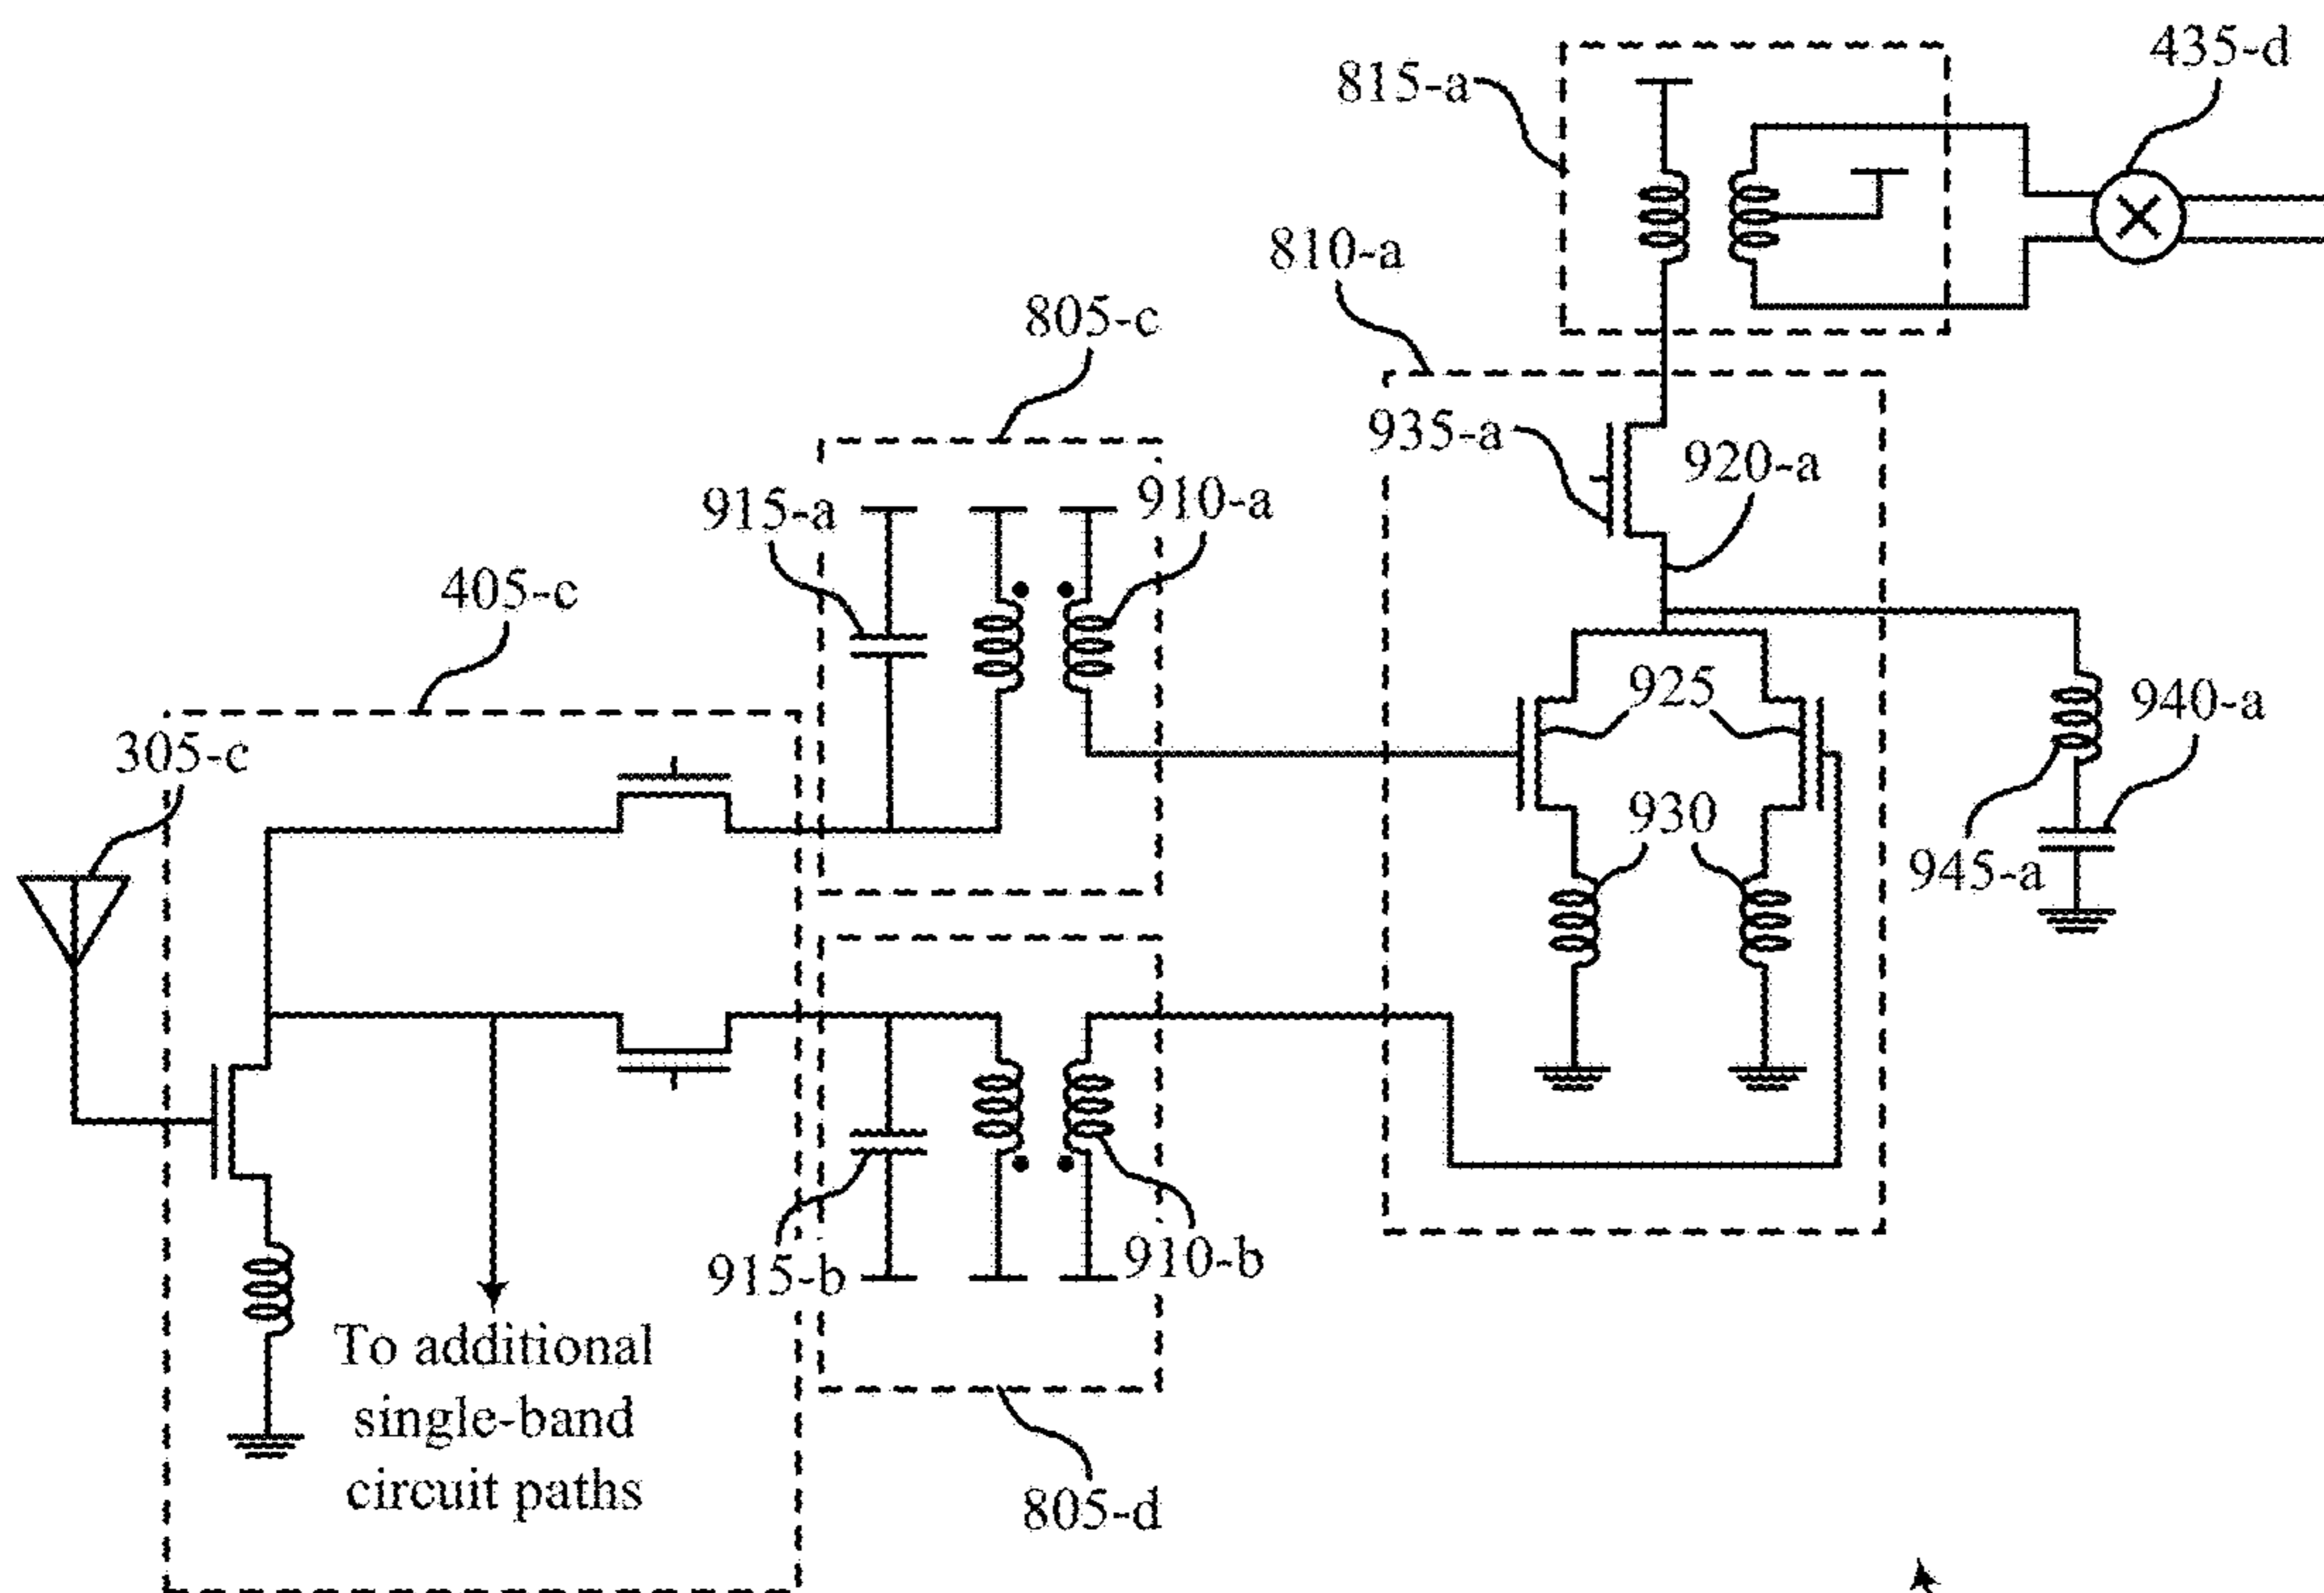 435-d
815-a
810-a
805-c
935-a
920-a
915-a
910-a
405-c
925
940-a
305-c
930
945-a
915-b
910-b
To additional
single-band
circuit paths
805-d